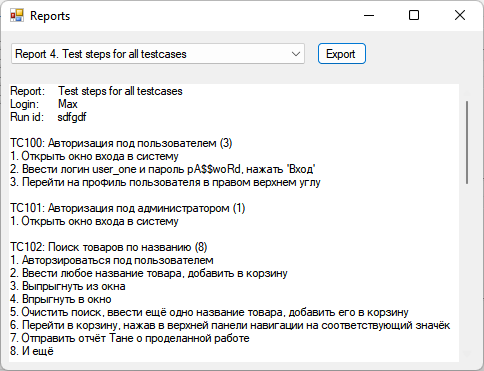 Reports
Report 4. Test steps for all testcases
Export
Report: Test steps for all testcases
Login: Max
Run id: sdfgdf
TC100: Авторизация под пользователем (3)
1. Открыть окно входа в систему
2. Ввести логин user_one и пароль pA$$woRd, нажать 'Вход'
3. Перейти на профиль пользователя в правом верхнем углу
TC101: Авторизация под администратором (1)
1. Открыть окно входа в систему
TC102: Поиск товаров по названию (8)
1. Авторзироваться под пользователем
2. Ввести любое название товара, добавить в корзину
3. Выпрыгнуть из окна
4. Впрыгнуть в окно
5. Очистить поиск, ввести ещё одно название товара, добавить его в корзину
6. Перейти в корзину, нажав в верхней панели навигации на соответствующий значёк
7. Отправить отчёт Тане о проделанной работе
8. И ещё